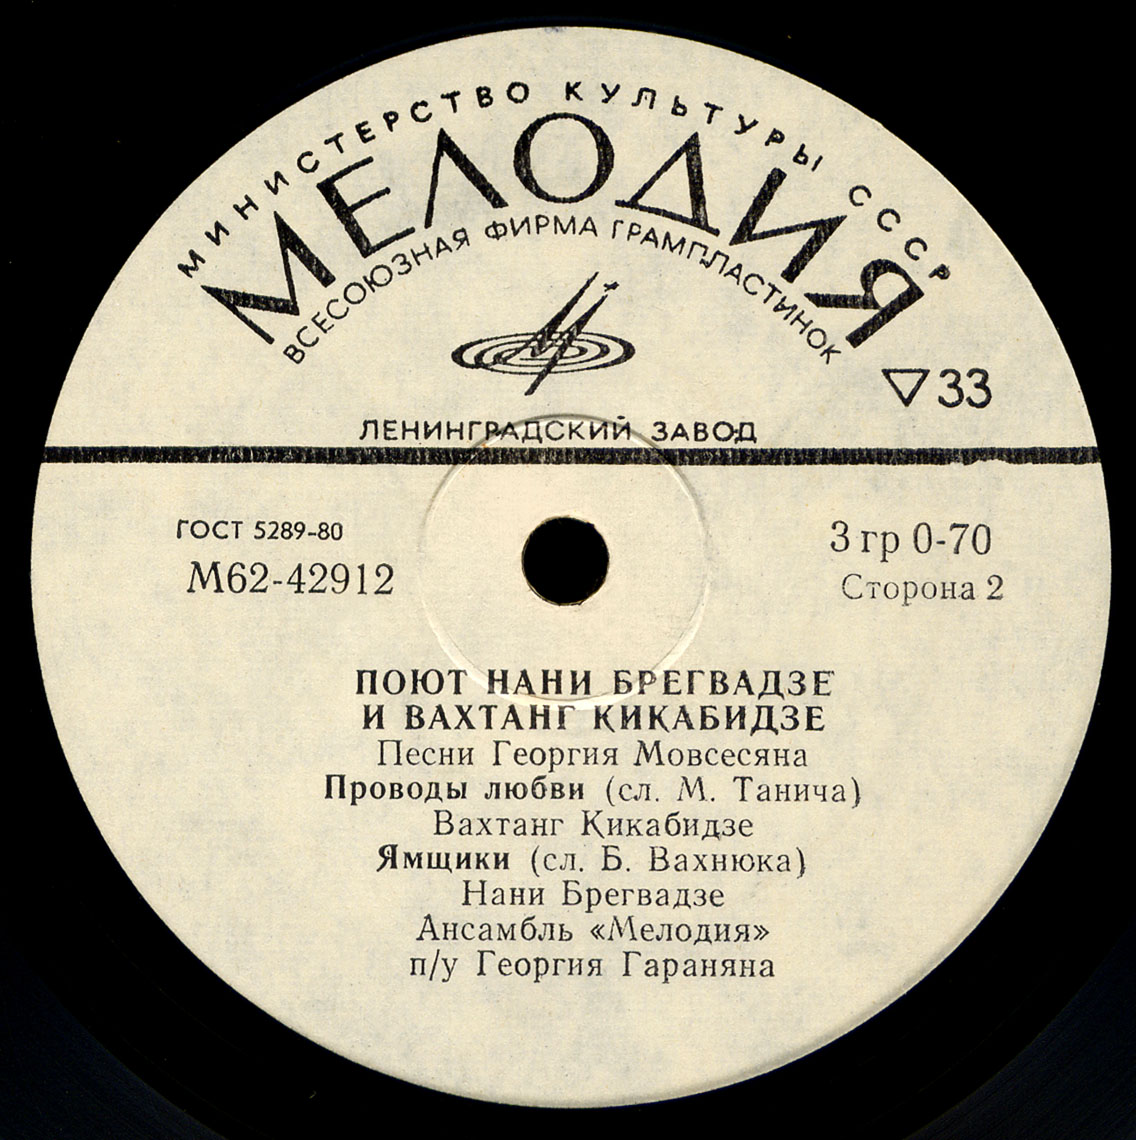 МИНИСТЕРСТВО КУЛЬТУРЫ СССР
МЕЛОДИЯ
ВСЕСОЮЗНАЯ ФИРМА ГРАМПЛАСТИНОК
▽33
ЛЕНИНГРАДСКИЙ ЗАВОД
ГОСТ 5289-80
М62-42912
3 гр 0-70
Сторона 2
ПОЮТ НАНИ БРЕГВАДЗЕ
И ВАХТАНГ КИКАБИДЗЕ
Песни Георгия Мовсесяна
Проводы любви (сл. М. Танича)
Вахтанг Кикабидзе
Ямщики (сл. Б. Вахнюка)
Нани Брегвадзе
Ансамбль «Мелодия»
п/у Георгия Гараняна